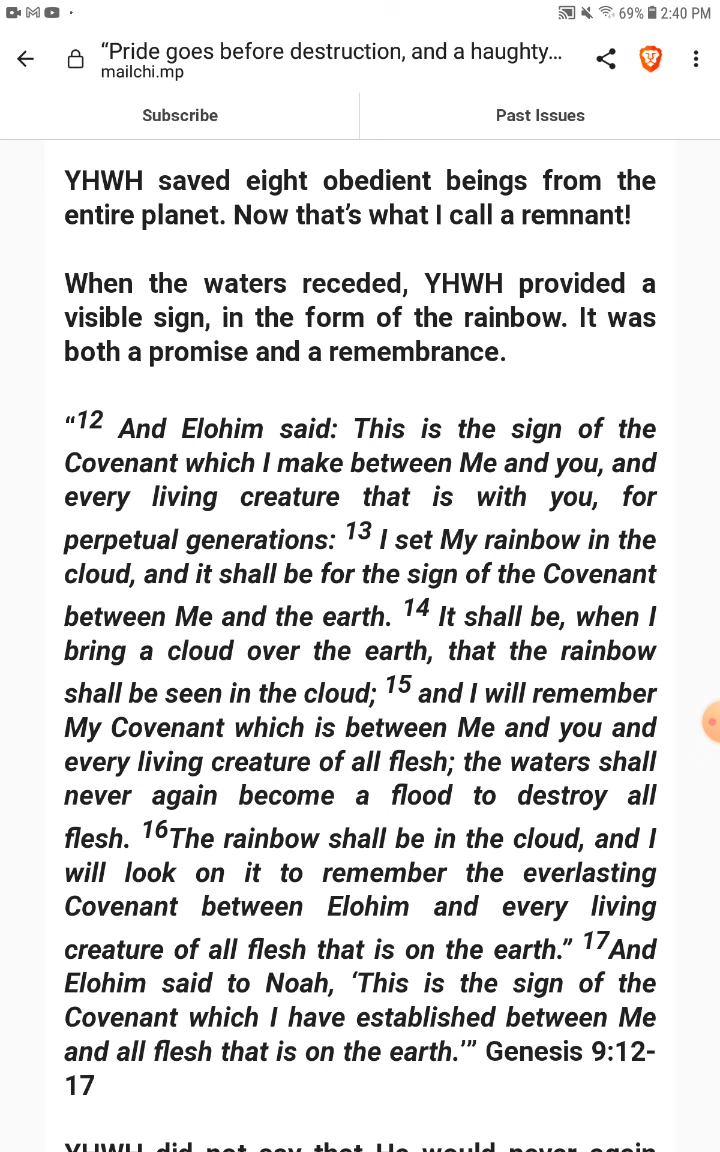 69% 2:40 PM
“Pride goes before destruction, and a haughty...
mailchi.mp
Subscribe
Past Issues
YHWH saved eight obedient beings from the
entire planet. Now that’s what I call a remnant!
When the waters receded, YHWH provided a
visible sign, in the form of the rainbow. It was
both a promise and a remembrance.
“12 And Elohim said: This is the sign of the
Covenant which I make between Me and you, and
every living creature that is with you, for
perpetual generations: 13 I set My rainbow in the
cloud, and it shall be for the sign of the Covenant
between Me and the earth. 14 It shall be, when I
bring a cloud over the earth, that the rainbow
shall be seen in the cloud; 15 and I will remember
My Covenant which is between Me and you and
every living creature of all flesh; the waters shall
never again become a flood to destroy all
flesh. 16The rainbow shall be in the cloud, and I
will look on it to remember the everlasting
Covenant between Elohim and every living
creature of all flesh that is on the earth.” 17And
Elohim said to Noah, ‘This is the sign of the
Covenant which I have established between Me
and all flesh that is on the earth.’” Genesis 9:12-
17
YHWH did not say that He would never again